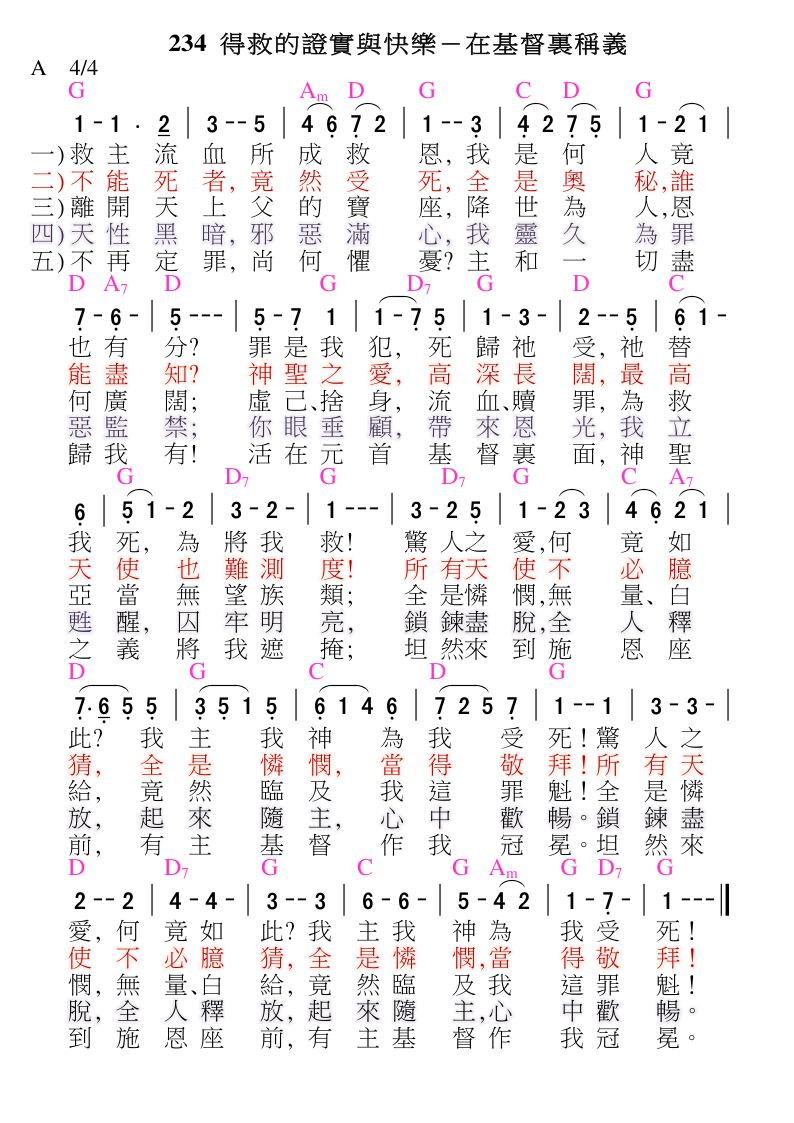 234 得救的證實與快樂－在基督裏稱義
A 4/4
G Am D G C D G
1 - 1 · 2 | 3 - - 5 | 4 6 7 2 | 1 - - 3 | 4 2 7 5 | 1 - 2 1 |
一) 救 主 流 血 所 成 救 恩, 我 是 何 人 竟
二) 不 能 死 者, 竟 然 受 死, 全 是 奧 秘, 誰
三) 離 開 天 上 父 的 寶 座, 降 世 為 人, 恩
四) 天 性 黑 暗, 邪 惡 滿 心, 我 靈 久 為 罪
五) 不 再 定 罪, 尚 何 懼 憂? 主 和 一 切 盡
D A7 D G D7 G D C
7 - 6 - | 5 - - - | 5 - 7 1 | 1 - 7 5 | 1 - 3 - | 2 - - 5 | 6 1 -
也 有 分? 罪 是 我 犯, 死 歸 祂 受, 祂 替
能 盡 知? 神 聖 之 愛, 高 深 長 闊, 最 高
何 廣 闊; 虛 己、捨 身, 流 血、贖 罪, 為 救
惡 監 禁; 你 眼 垂 顧, 帶 來 恩 光, 我 立
歸 我 有! 活 在 元 首 基 督 裏 面, 神 聖
G D7 G D7 G C A7
6 | 5 1 - 2 | 3 - 2 - | 1 - - - | 3 - 2 5 | 1 - 2 3 | 4 6 2 1 |
我 死, 為 將 我 救! 驚 人之 愛,何 竟 如
天 使 也 難 測 度! 所 有天 使不 必 臆
亞 當 無 望 族 類; 全 是憐 憫,無 量、白
甦 醒, 囚 牢 明 亮, 鎖 鍊盡 脫,全 人 釋
之 義 將 我 遮 掩; 坦 然來 到施 恩 座
D G C D G
7· 6 5 5 | 3 5 1 5 | 6 1 4 6 | 7 2 5 7 | 1 - - 1 | 3 - 3 - |
此? 我 主 我 神 為 我 受 死! 驚 人 之
猜, 全 是 憐 憫, 當 得 敬 拜! 所 有 天
給, 竟 然 臨 及 我 這 罪 魁! 全 是 憐
放, 起 來 隨 主, 心 中 歡 暢。鎖 鍊 盡
前, 有 主 基 督 作 我 冠 冕。坦 然 來
D D7 G C G Am G D7 G
2 - - 2 | 4 - 4 - | 3 - - 3 | 6 - 6 - | 5 - 4 2 | 1 - 7 - | 1 - - - ‖
愛, 何 竟 如 此? 我 主 我 神 為 我 受 死!
使 不 必 臆 猜, 全 是 憐 憫, 當 得 敬 拜!
憫, 無 量、白 給, 竟 然 臨 及 我 這 罪 魁!
脫, 全 人 釋 放, 起 來 隨 主,心 中 歡 暢。
到 施 恩 座 前, 有 主 基 督 作 我 冠 冕。